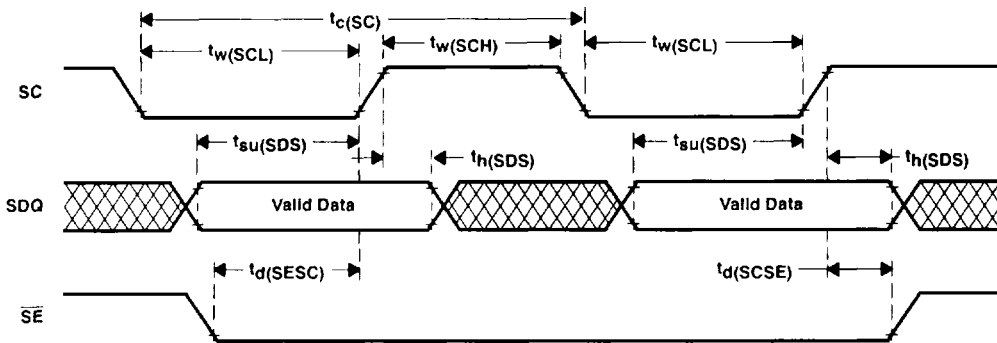 tc(SC)
tw(SCL) tw(SCH) tw(SCL)
SC
tsu(SDS) th(SDS) tsu(SDS) th(SDS)
SDQ Valid Data Valid Data
td(SESC) td(SCSE)
S̅E̅